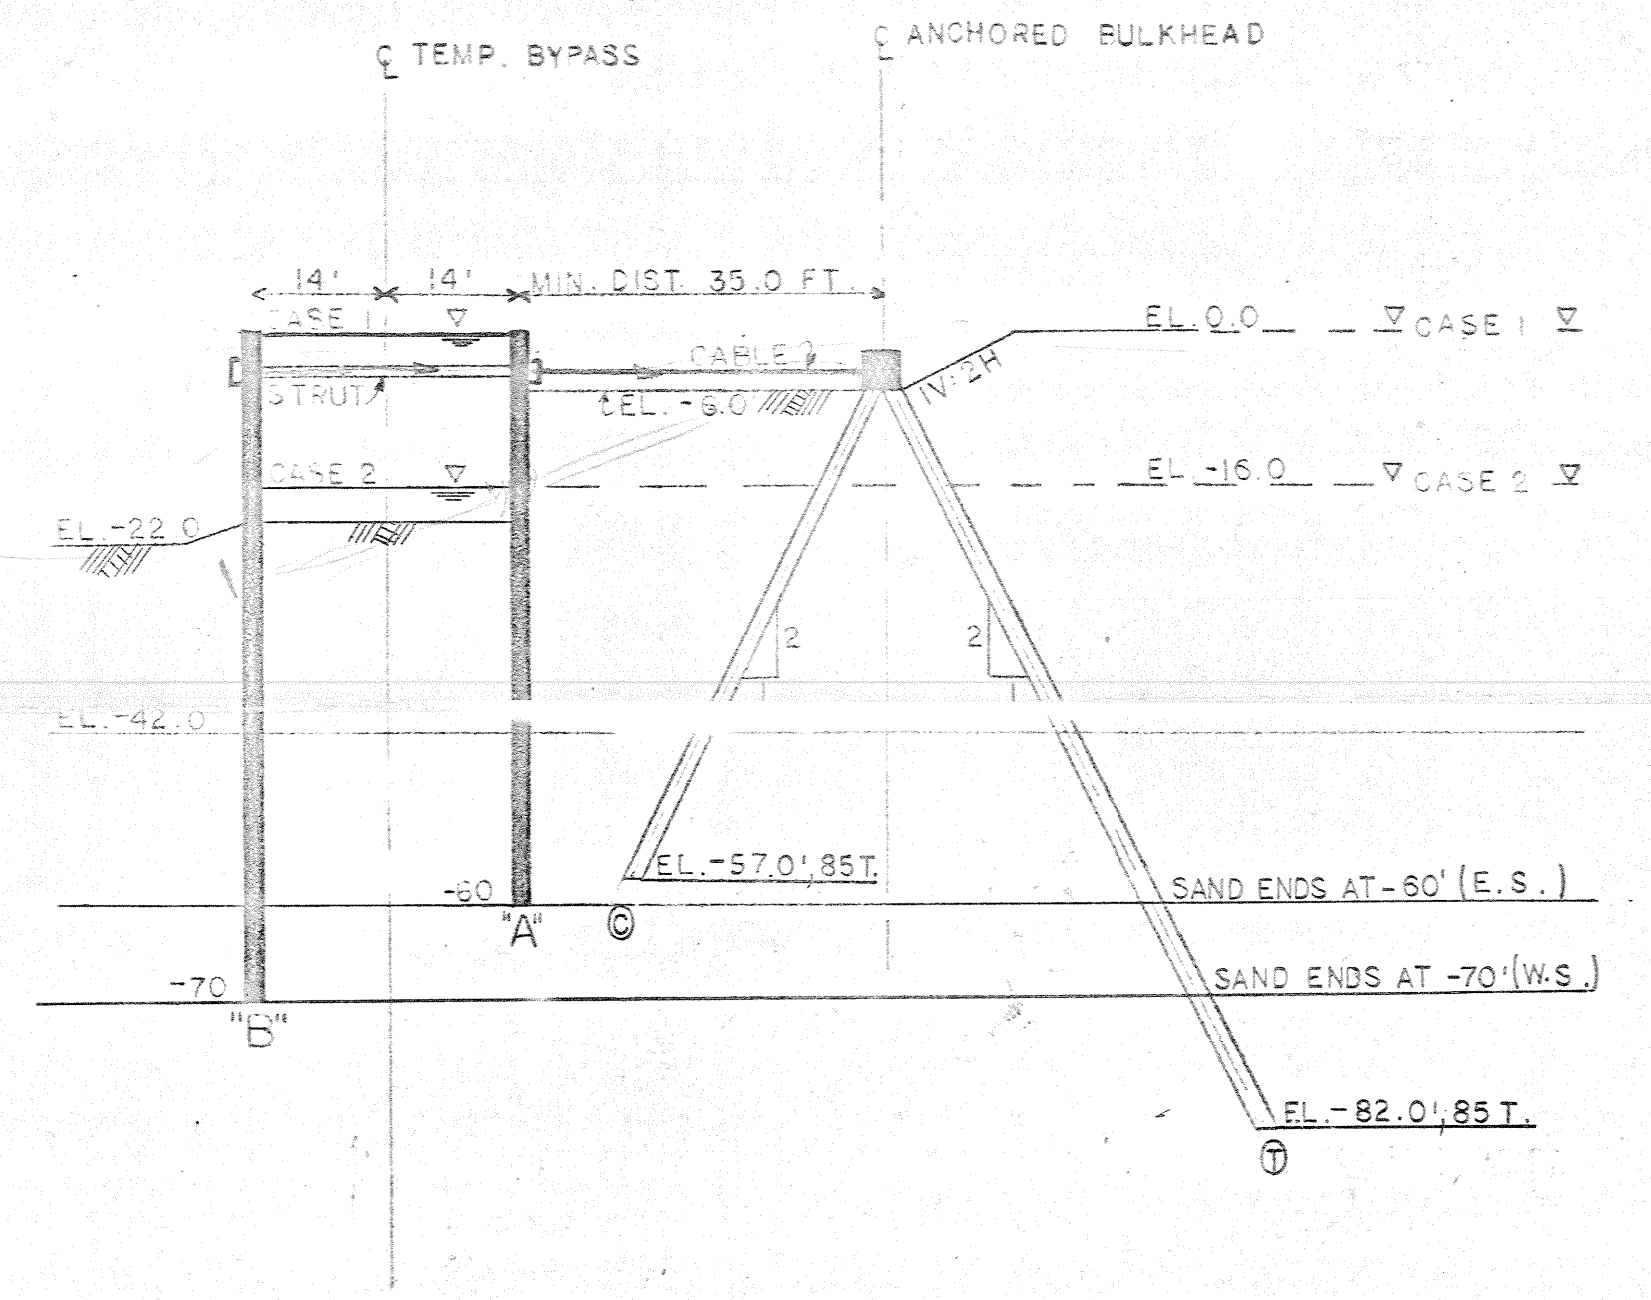 ℄ ANCHORED BULKHEAD
℄ TEMP. BYPASS
14' 14' MIN. DIST. 35.0 FT.
CASE 1
EL. 0.0 CASE 1
CABLE
STRUT
EL. -6.0
1V:2H
CASE 2
EL. -16.0 CASE 2
EL. -22.0
2 2
1 1
EL. -42.0
EL. -57.0', 85T.
-60
SAND ENDS AT -60' (E.S.)
"A"
C
-70
SAND ENDS AT -70' (W.S.)
"B"
EL. -82.0', 85 T.
T